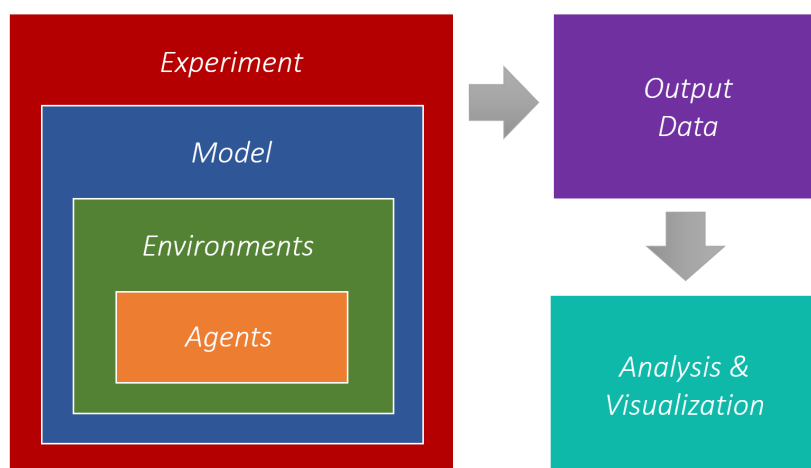 Experiment
Model
Environments
Agents
Output
Data
Analysis &
Visualization